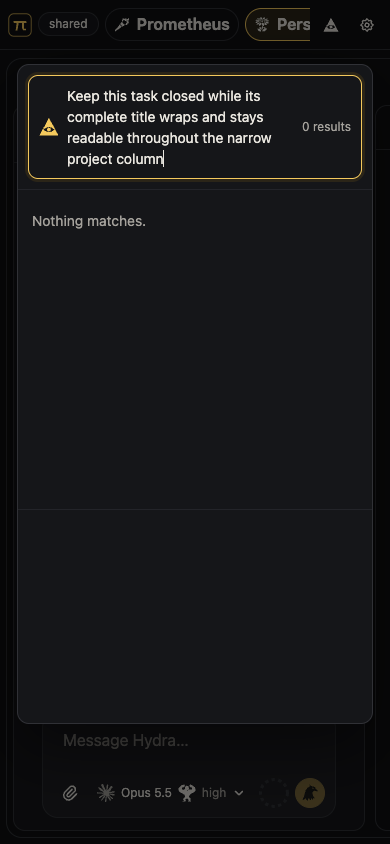 π shared Prometheus Pers
Keep this task closed while its
complete title wraps and stays
readable throughout the narrow
project column
0 results
Nothing matches.
Message Hydra...
Opus 5.5 high